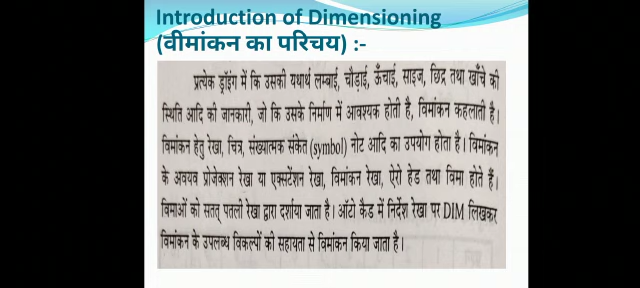 Introduction of Dimensioning
(वीमांकन का परिचय) :-
प्रत्येक ड्रॉइंग में कि उसकी यथार्थ लम्बाई, चौड़ाई, ऊँचाई, साइज, छिद्र तथा खाँचे की
स्थिति आदि की जानकारी, जो कि उसके निर्माण में आवश्यक होती है, विमांकन कहलाती है।
विमांकन हेतु रेखा, चित्र, संख्यात्मक संकेत (symbol) नोट आदि का उपयोग होता है। विमांकन
के अवयव प्रोजेक्शन रेखा या एक्सटेंशन रेखा, विमांकन रेखा, ऐरो हेड तथा विमा होते हैं।
विमाओं को सतत् पतली रेखा द्वारा दर्शाया जाता है। ऑटो कैड में निर्देश रेखा पर DIM लिखकर
विमांकन के उपलब्ध विकल्पों की सहायता से विमांकन किया जाता है।